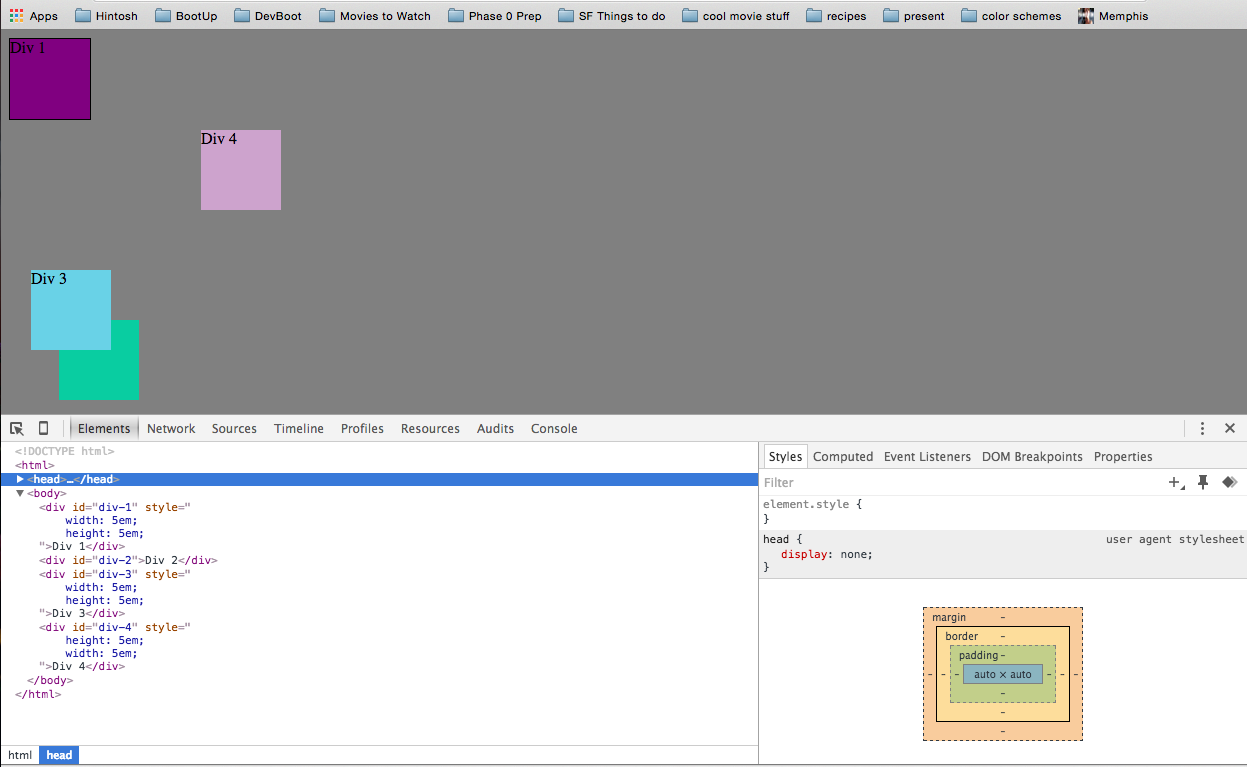 Apps Hintosh BootUp DevBoot Movies to Watch Phase 0 Prep SF Things to do cool movie stuff recipes present color schemes Memphis
Div 1
Div 4
Div 3
Elements Network Sources Timeline Profiles Resources Audits Console
<!DOCTYPE html>
<html>
<head>…</head>
<body>
<div id="div-1" style="
width: 5em;
height: 5em;
">Div 1</div>
<div id="div-2">Div 2</div>
<div id="div-3" style="
width: 5em;
height: 5em;
">Div 3</div>
<div id="div-4" style="
height: 5em;
width: 5em;
">Div 4</div>
</body>
</html>
html head
Styles Computed Event Listeners DOM Breakpoints Properties
Filter
element.style {
}
head { user agent stylesheet
display: none;
}
margin -
border -
padding -
- - - auto × auto - - -
-
-
-